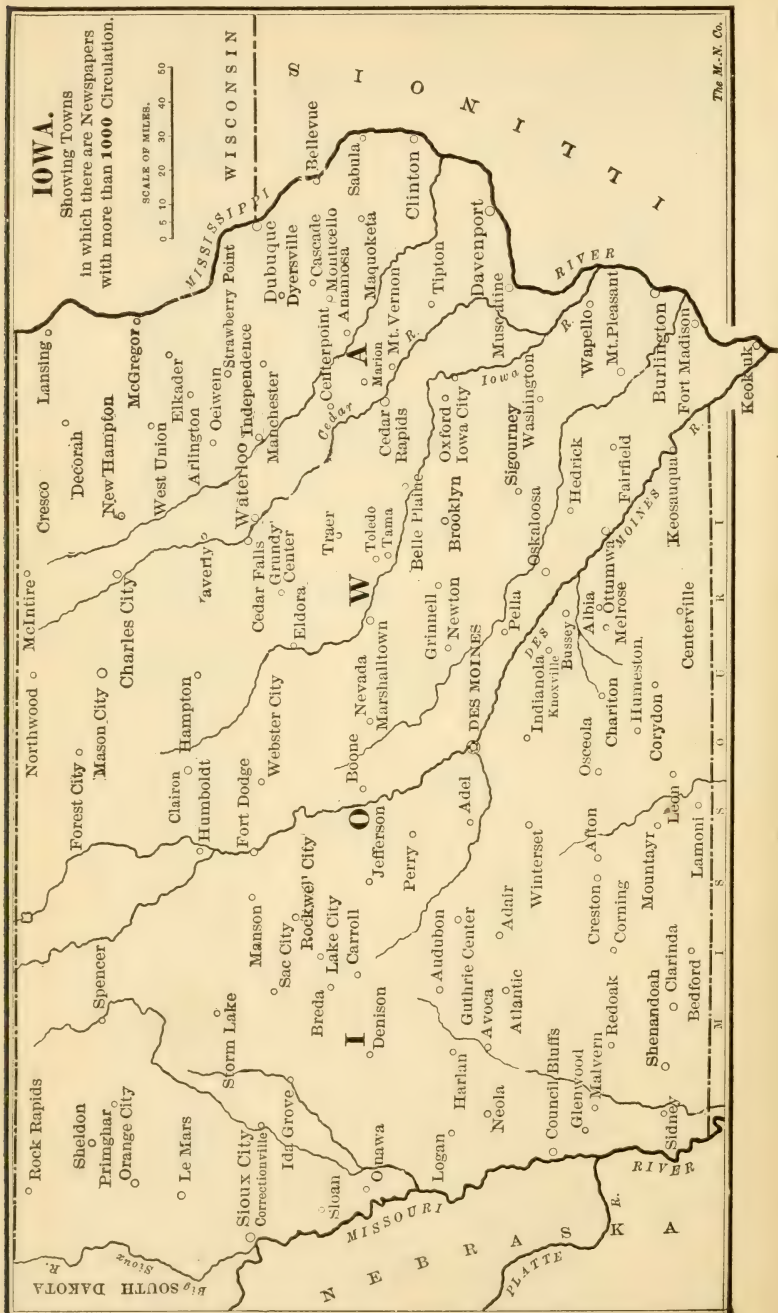 IOWA.
Showing Towns
in which there are Newspapers
with more than 1000 Circulation.
SCALE OF MILES.
0 5 10 20 30 40 50
WISCONSIN
ILLINOIS
MISSISSIPPI
RIVER
The M.-N. Co.
BIG SIOUX R.
SOUTH DAKOTA
NEBRASKA
PLATTE R.
MISSOURI
RIVER
MISSOURI
IOWA
DES MOINES R.
Cedar R.
Iowa R.
Rock Rapids
Sheldon
Primghar
Orange City
Le Mars
Sioux City
Correctionville
Ida Grove
Sloan
Onawa
Spencer
Storm Lake
Manson
Sac City
Rockwel' City
Lake City
Breda
Carroll
Denison
Forest City
Northwood
McIntire
Mason City
Charles City
Hampton
Clairon
Humboldt
Fort Dodge
Webster City
Cresco
Lansing
Decorah
New Hampton
McGregor
West Union
Elkader
Arlington
Oelwein
Strawberry Point
'averly
Waterloo
Independence
Manchester
Cedar Falls
Grundy
Center
Eldora
Dubuque
Dyersville
Bellevue
Cascade
Monticello
Anamosa
Maquoketa
Sabula
Clinton
Centerpoint
Marion
Mt. Vernon
Cedar
Rapids
Tipton
Davenport
Traer
Toledo
Tama
Belle Plaine
Nevada
Marshalltown
Boone
Jefferson
Perry
Grinnell
Newton
Brooklyn
Oxford
Iowa City
Muscatine
Logan
Harlan
Neola
Avoca
Atlantic
Audubon
Guthrie Center
Adair
Adel
DES MOINES
Winterset
Indianola
Knoxville
Pella
Oskaloosa
Sigourney
Washington
Wapello
Mt. Pleasant
Council Bluffs
Glenwood
Malvern
Redoak
Shenandoah
Sidney
Clarinda
Bedford
Creston
Corning
Afton
Mountayr
Osceola
Leon
Lamoni
Chariton
Humeston.
Corydon
Bussey
Albia
Melrose
Ottumwa
Hedrick
Fairfield
Centerville
Keosauqua
Burlington
Fort Madison
Keokuk